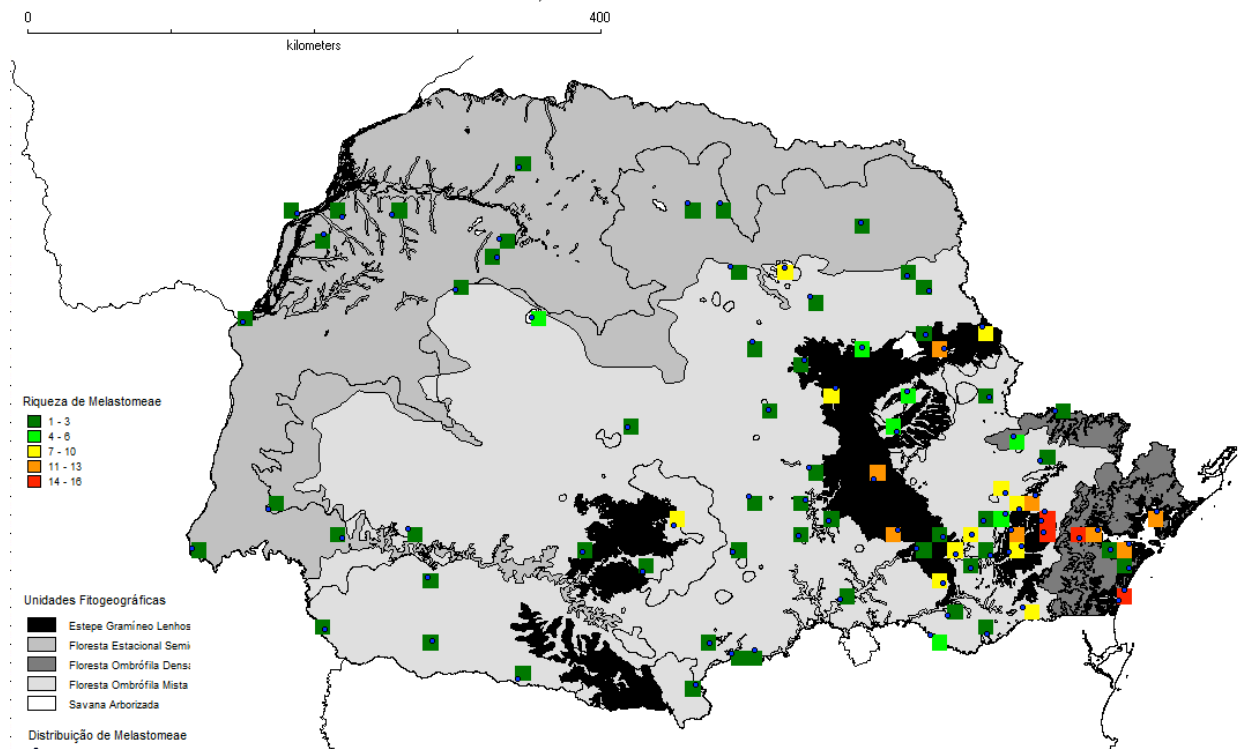 0 400
kilometers
Riqueza de Melastomeae
1 - 3
4 - 6
7 - 10
11 - 13
14 - 16
Unidades Fitogeográficas
Estepe Gramíneo Lenhos
Floresta Estacional Semi
Floresta Ombrófila Densa
Floresta Ombrófila Mista
Savana Arborizada
Distribuição de Melastomeae